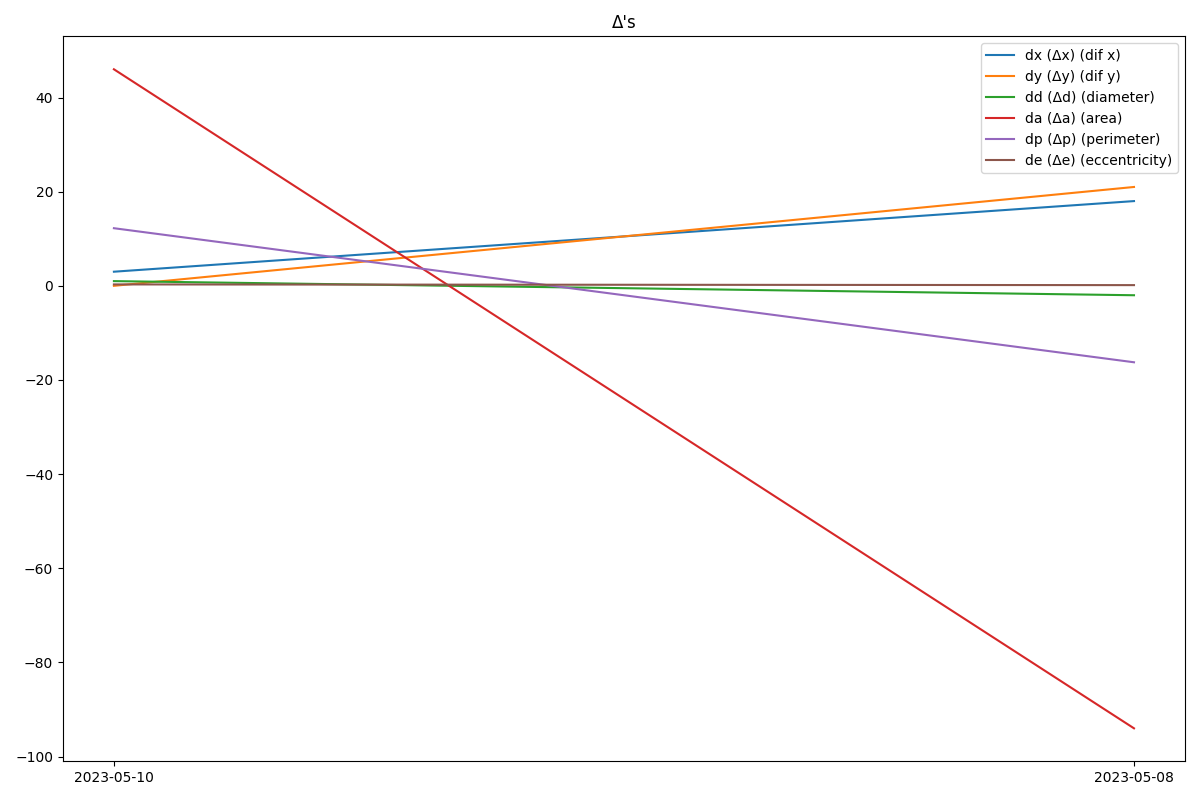 Δ's
dx (Δx) (dif x)
dy (Δy) (dif y)
dd (Δd) (diameter)
da (Δa) (area)
dp (Δp) (perimeter)
de (Δe) (eccentricity)
40
20
0
−20
−40
−60
−80
−100
2023-05-10 2023-05-08